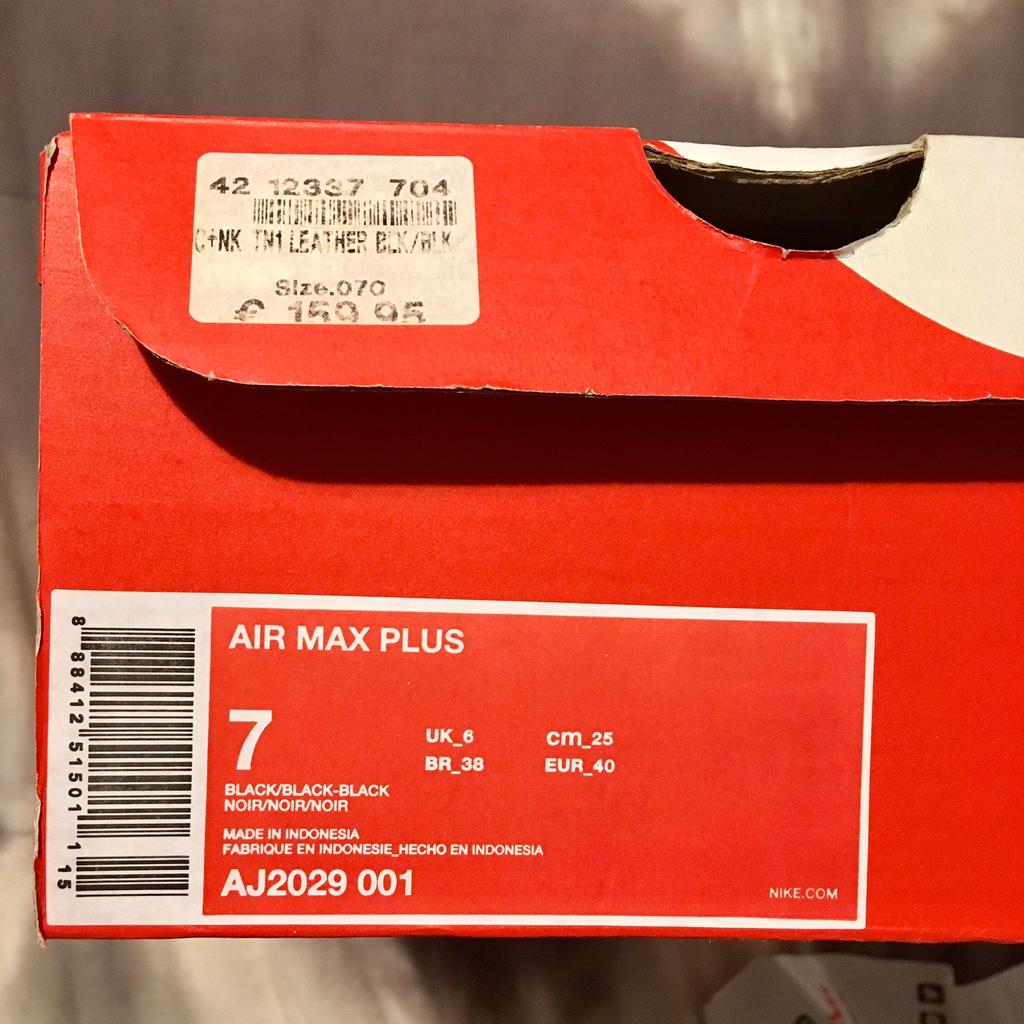 42 12337 704
C+NK TN1 LEATHER BLK/BLK
Size.070
€ 159.95
AIR MAX PLUS
7
UK_6 cm_25
BR_38 EUR_40
BLACK/BLACK-BLACK
NOIR/NOIR/NOIR
MADE IN INDONESIA
FABRIQUE EN INDONESIE_HECHO EN INDONESIA
AJ2029 001
NIKE.COM
8 88412 51501 1 15